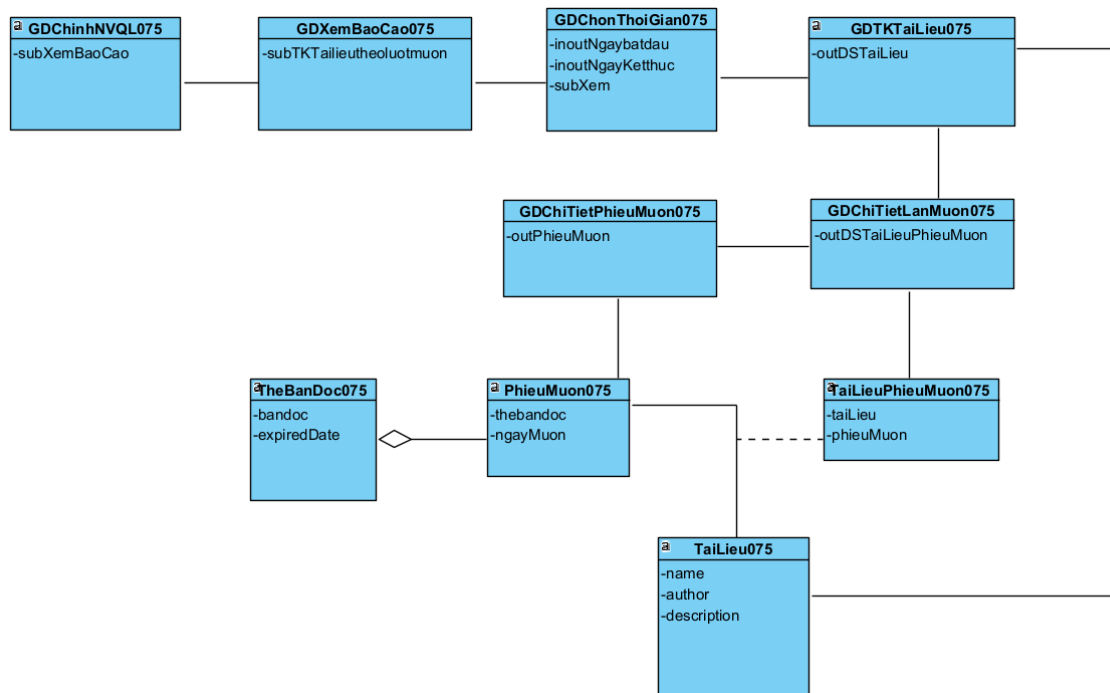 GDChinhNVQL075
-subXemBaoCao
GDXemBaoCao075
-subTKTailieutheoluotmuon
GDChonThoiGian075
-inoutNgaybatdau
-inoutNgayKetthuc
-subXem
GDTKTaiLieu075
-outDSTaiLieu
GDChiTietPhieuMuon075
-outPhieuMuon
GDChiTietLanMuon075
-outDSTaiLieuPhieuMuon
TheBanDoc075
-bandoc
-expiredDate
PhieuMuon075
-thebandoc
-ngayMuon
TaiLieuPhieuMuon075
-taiLieu
-phieuMuon
TaiLieu075
-name
-author
-description